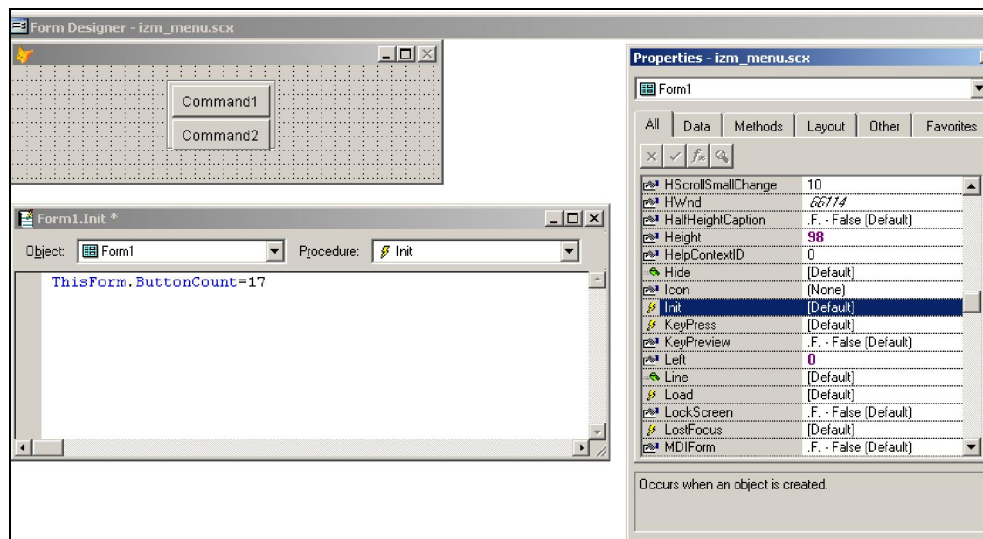 Form Designer - izm_menu.scx
Command1
Command2
Form1.Init *
Object: Form1 Procedure: Init
ThisForm.ButtonCount=17
Properties - izm_menu.scx
Form1
All Data Methods Layout Other Favorites
HScrollSmallChange 10
HWnd 66114
HalfHeightCaption .F. - False (Default)
Height 98
HelpContextID 0
Hide [Default]
Icon (None)
Init [Default]
KeyPress [Default]
KeyPreview .F. - False (Default)
Left 0
Line [Default]
Load [Default]
LockScreen .F. - False (Default)
LostFocus [Default]
MDIForm .F. - False (Default)
Occurs when an object is created.